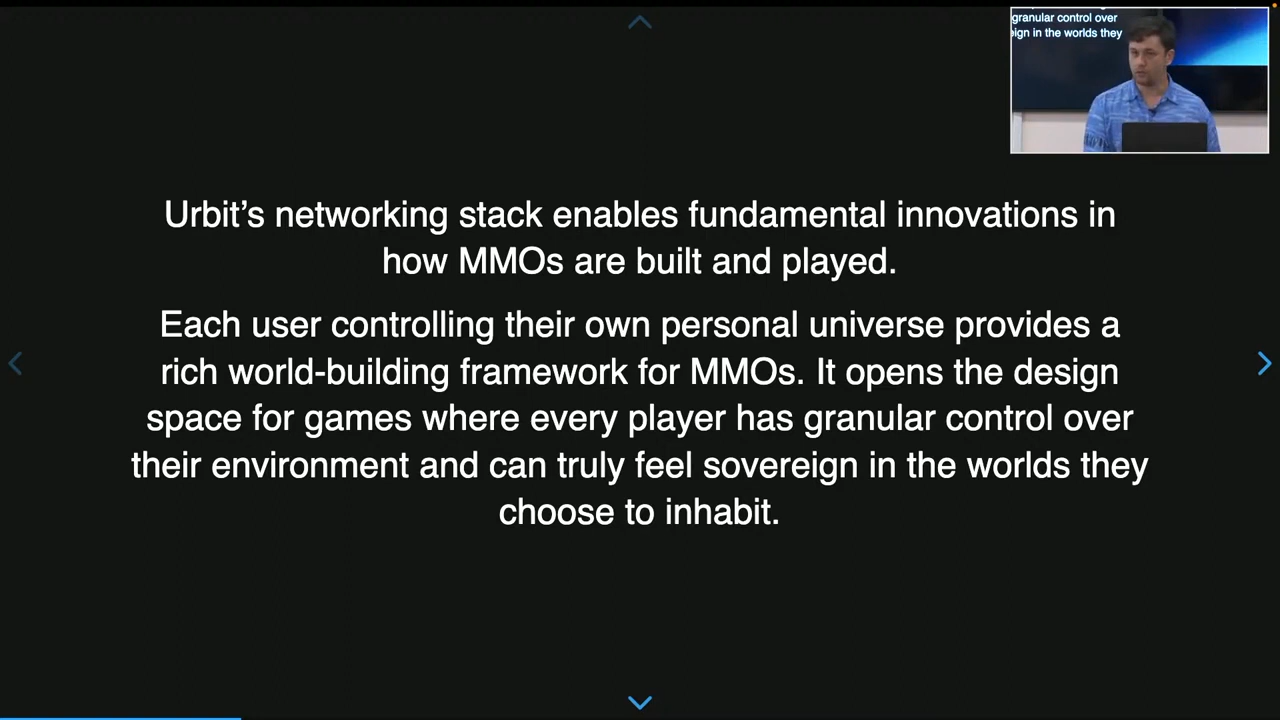 granular control over
eign in the worlds they
Urbit’s networking stack enables fundamental innovations in
how MMOs are built and played.
Each user controlling their own personal universe provides a
rich world-building framework for MMOs. It opens the design
space for games where every player has granular control over
their environment and can truly feel sovereign in the worlds they
choose to inhabit.